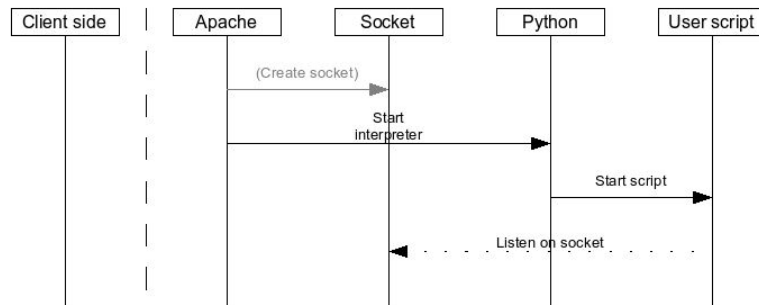 Client side
Apache
Socket
Python
User script
(Create socket)
Start
interpreter
Start script
Listen on socket